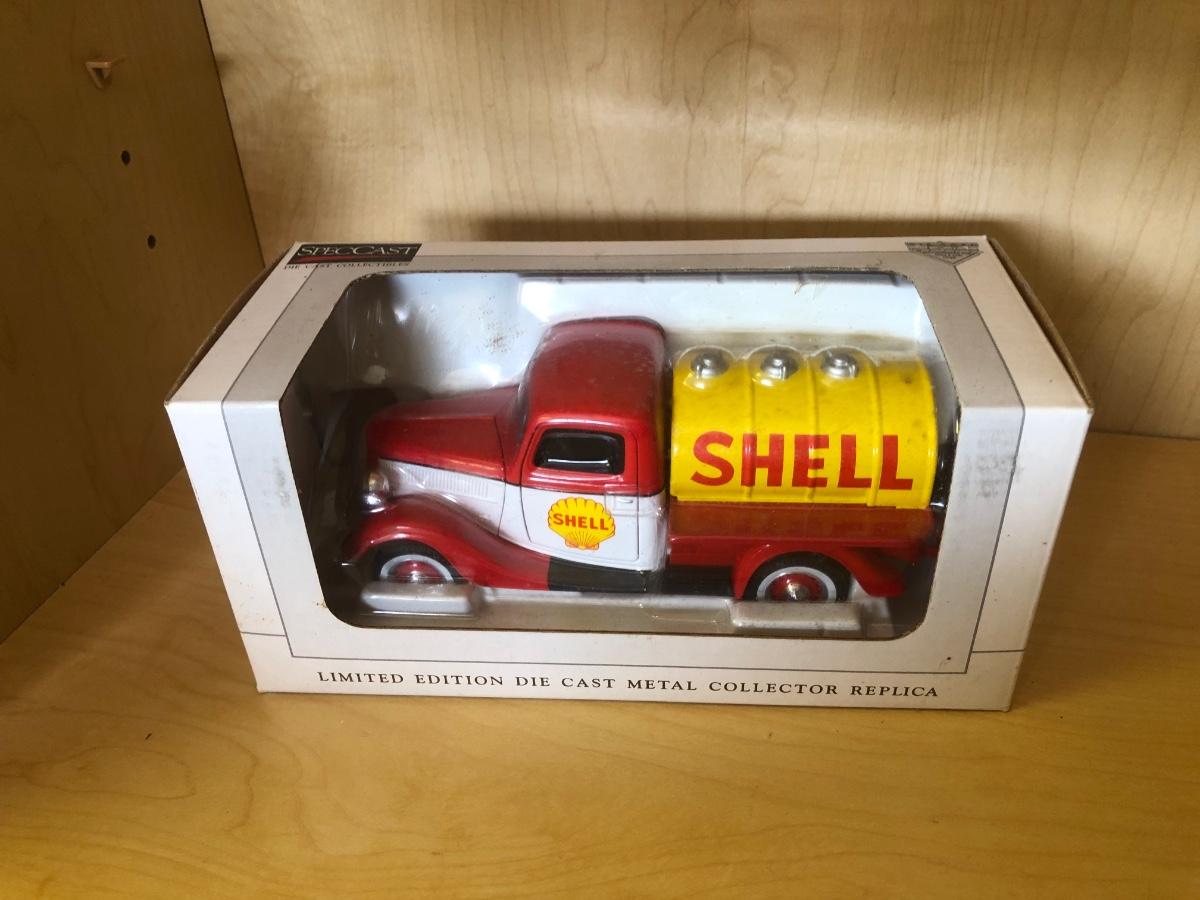 SPECCAST
DIE CAST COLLECTIBLES
SHELL
SHELL
LIMITED EDITION DIE CAST METAL COLLECTOR REPLICA